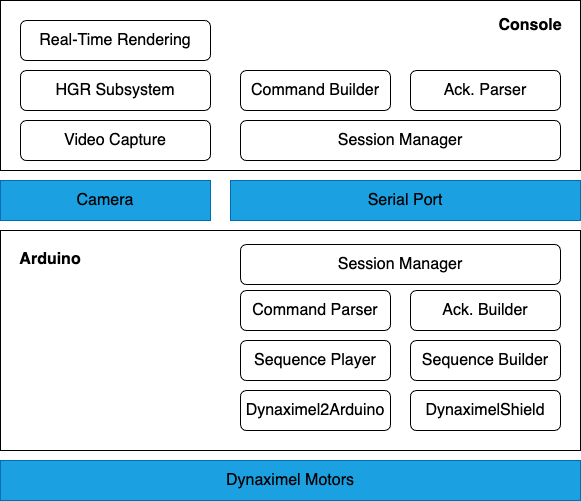 Console
Real-Time Rendering
HGR Subsystem
Command Builder
Ack. Parser
Video Capture
Session Manager
Camera
Serial Port
Arduino
Session Manager
Command Parser
Ack. Builder
Sequence Player
Sequence Builder
Dynaximel2Arduino
DynaximelShield
Dynaximel Motors